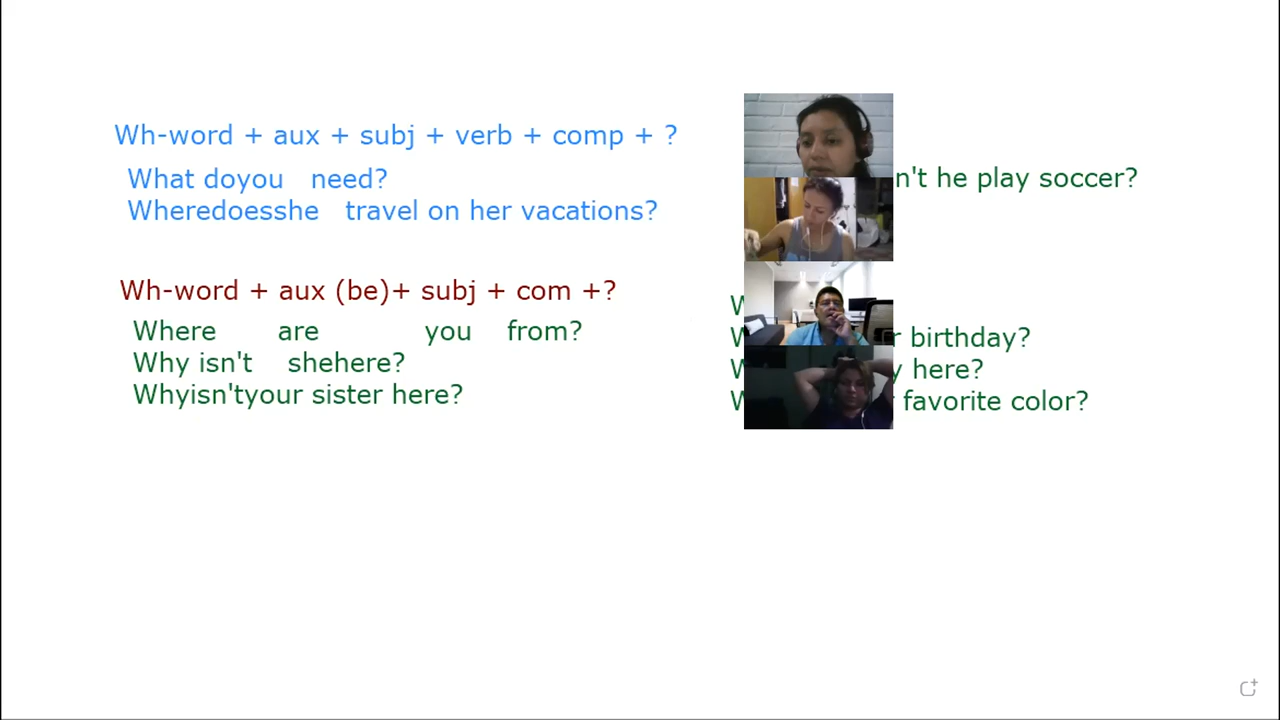 Wh-word + aux + subj + verb + comp + ?
What doyou need?
Wheredoesshe travel on her vacations?
n't he play soccer?
Wh-word + aux (be)+ subj + com +?
Where are you from?
Why isn't shehere?
Whyisn'tyour sister here?
birthday?
here?
favorite color?